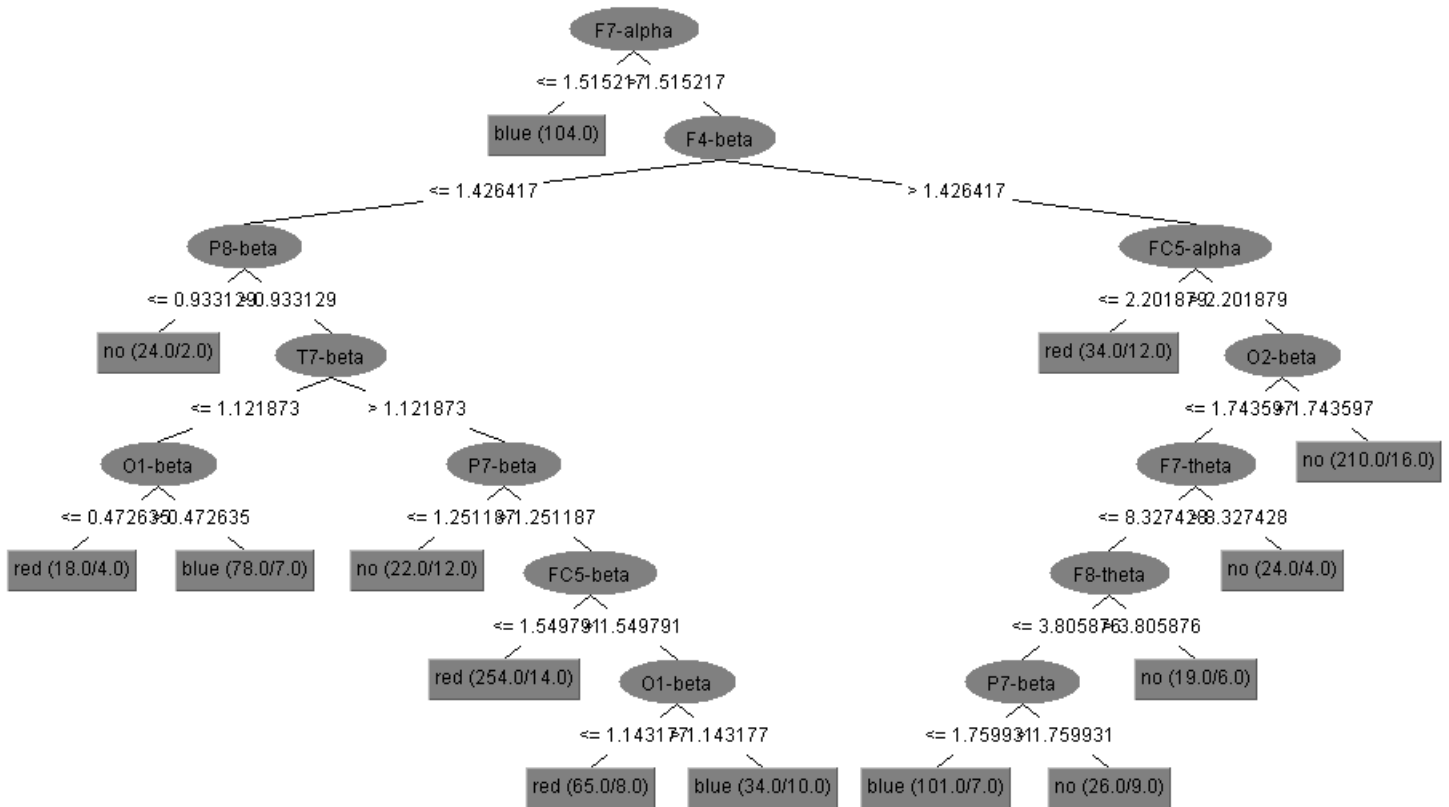 F7-alpha
<= 1.515217 > 1.515217
blue (104.0)
F4-beta
<= 1.426417 > 1.426417
P8-beta FC5-alpha
<= 0.933129 > 0.933129 <= 2.201879 > 2.201879
no (24.0/2.0) T7-beta red (34.0/12.0) O2-beta
<= 1.121873 > 1.121873 <= 1.743597 > 1.743597
O1-beta P7-beta F7-theta no (210.0/16.0)
<= 0.472635 > 0.472635 <= 1.251187 > 1.251187 <= 8.327428 > 8.327428
red (18.0/4.0) blue (78.0/7.0) no (22.0/12.0) FC5-beta F8-theta no (24.0/4.0)
<= 1.549791 > 1.549791 <= 3.805876 > 3.805876
red (254.0/14.0) O1-beta P7-beta no (19.0/6.0)
<= 1.143177 > 1.143177 <= 1.759931 > 1.759931
red (65.0/8.0) blue (34.0/10.0) blue (101.0/7.0) no (26.0/9.0)